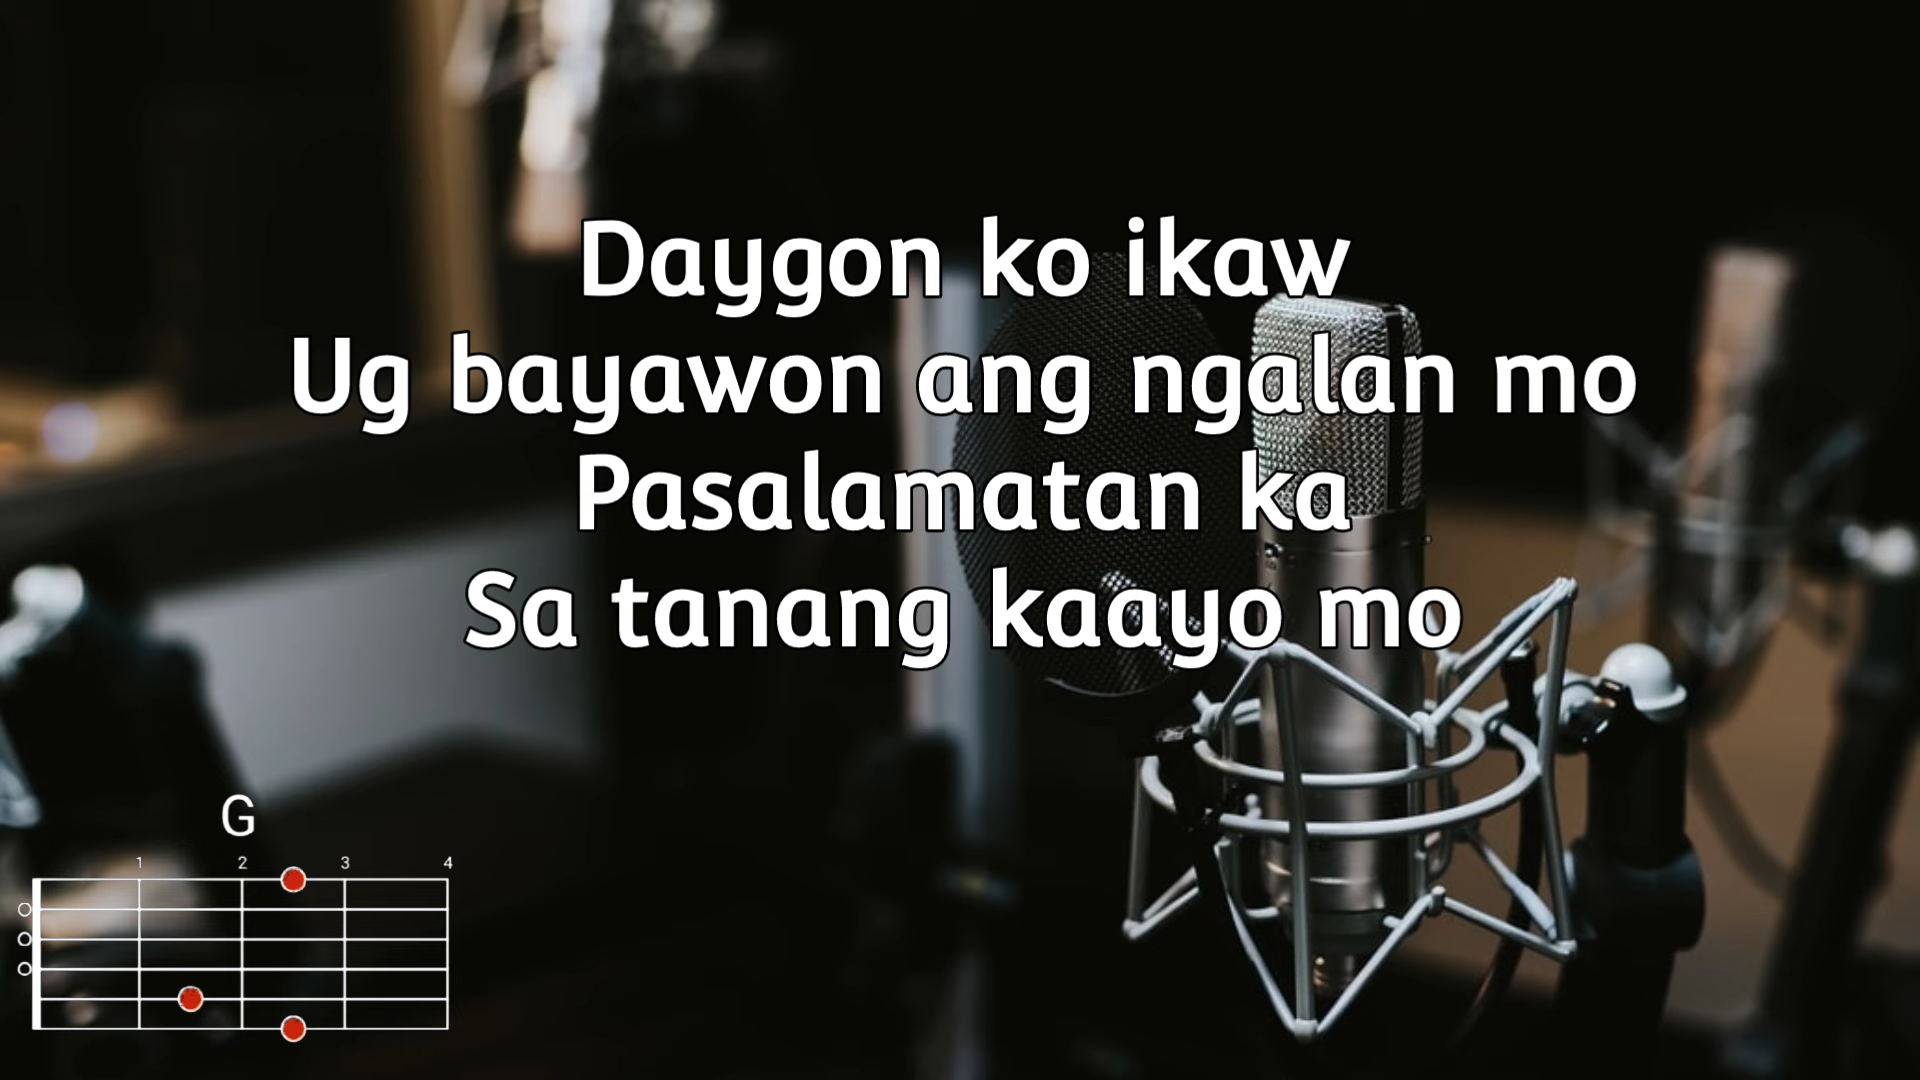 Daygon ko ikaw
Ug bayawon ang ngalan mo
Pasalamatan ka
Sa tanang kaayo mo
G
1 2 3 4